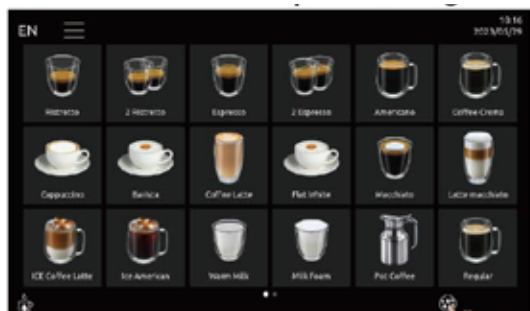 EN
10:16
2023/05/29
Ristretto
2 Ristretto
Espresso
2 Espresso
Americano
Coffee Crema
Cappuccino
Barista
Coffee Latte
Flat White
Macchiato
Latte macchiato
ICE Coffee Latte
Ice American
Warm Milk
Milk Foam
Pot Coffee
Regular